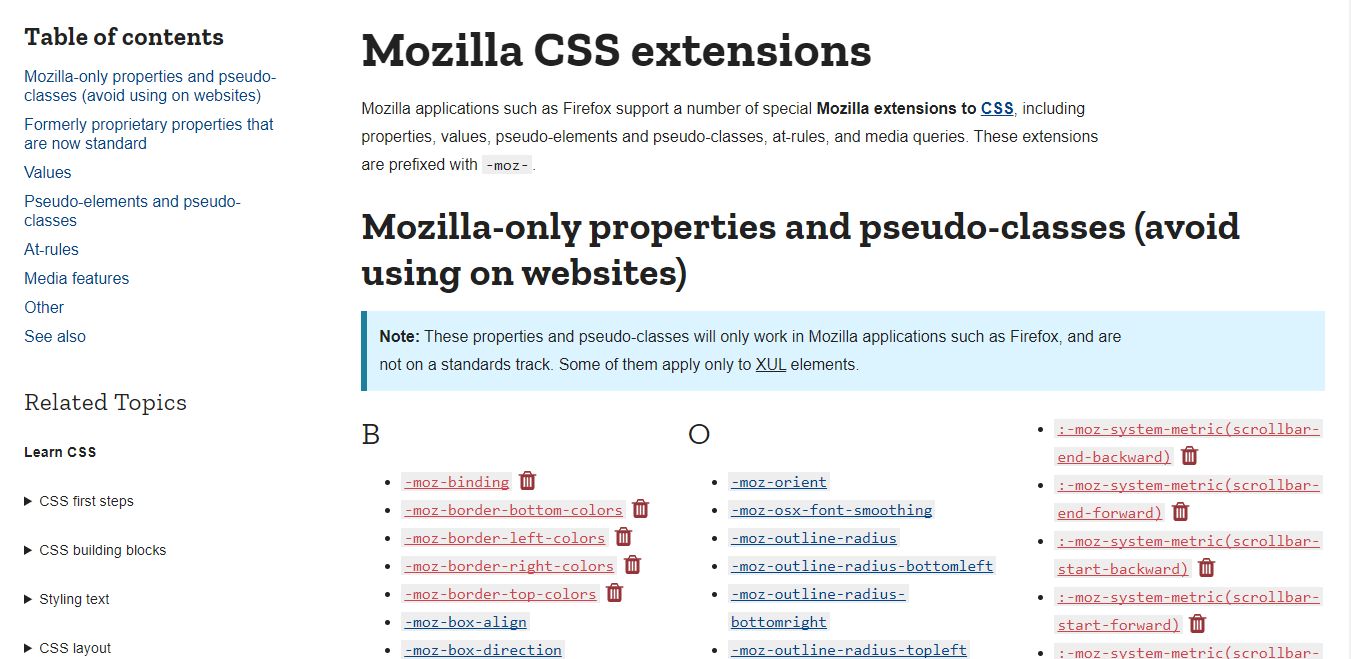 Table of contents
Mozilla-only properties and pseudo-
classes (avoid using on websites)
Formerly proprietary properties that
are now standard
Values
Pseudo-elements and pseudo-
classes
At-rules
Media features
Other
See also
Related Topics
Learn CSS
CSS first steps
CSS building blocks
Styling text
CSS layout
Mozilla CSS extensions
Mozilla applications such as Firefox support a number of special Mozilla extensions to CSS, including
properties, values, pseudo-elements and pseudo-classes, at-rules, and media queries. These extensions
are prefixed with -moz- .
Mozilla-only properties and pseudo-classes (avoid
using on websites)
Note: These properties and pseudo-classes will only work in Mozilla applications such as Firefox, and are
not on a standards track. Some of them apply only to XUL elements.
B
-moz-binding
-moz-border-bottom-colors
-moz-border-left-colors
-moz-border-right-colors
-moz-border-top-colors
-moz-box-align
-moz-box-direction
O
-moz-orient
-moz-osx-font-smoothing
-moz-outline-radius
-moz-outline-radius-bottomleft
-moz-outline-radius-
bottomright
-moz-outline-radius-topleft
:-moz-system-metric(scrollbar-
end-backward)
:-moz-system-metric(scrollbar-
end-forward)
:-moz-system-metric(scrollbar-
start-backward)
:-moz-system-metric(scrollbar-
start-forward)
:-moz-system-metric(scrollbar-